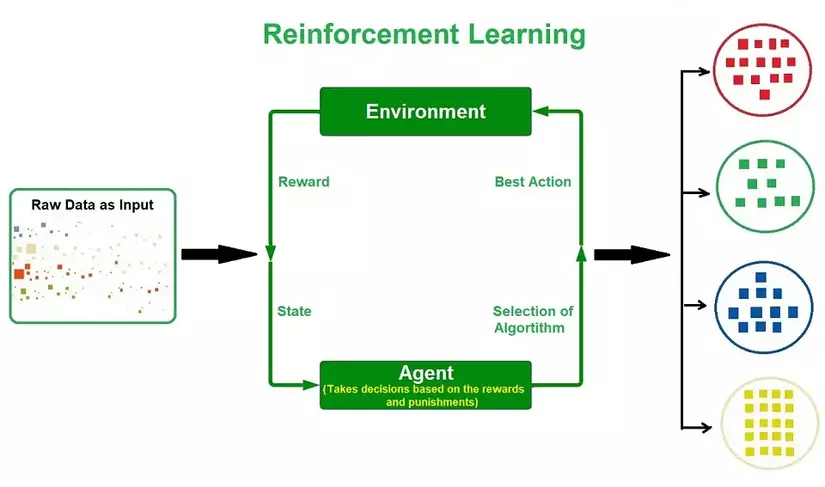 Reinforcement Learning
Environment
Reward
Best Action
Raw Data as Input
State
Selection of
Algortithm
Agent
(Takes decisions based on the rewards
and punishments)